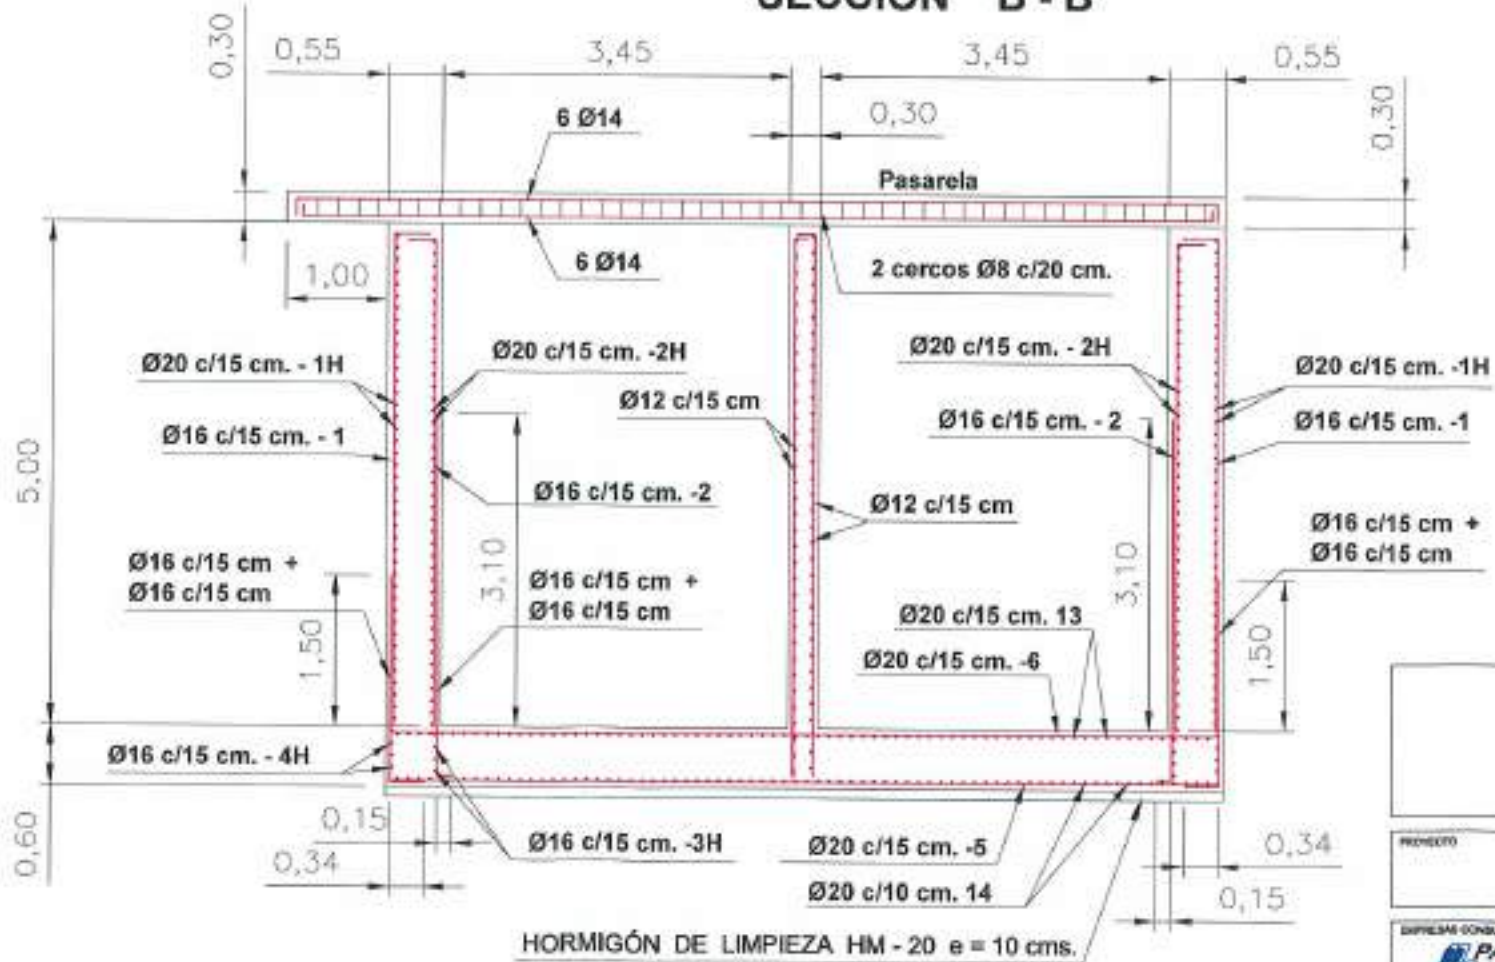 SECCIÓN B - B
0,30
0,55
3,45
3,45
0,55
0,30
6 Ø14
0,30
Pasarela
6 Ø14
2 cercos Ø8 c/20 cm.
1,00
Ø20 c/15 cm. - 1H
Ø20 c/15 cm. -2H
Ø20 c/15 cm. - 2H
Ø20 c/15 cm. -1H
Ø12 c/15 cm
Ø16 c/15 cm. - 1
Ø16 c/15 cm. - 2
Ø16 c/15 cm. -1
5,00
Ø16 c/15 cm. -2
Ø12 c/15 cm
Ø16 c/15 cm +
Ø16 c/15 cm
3,10
Ø16 c/15 cm +
Ø16 c/15 cm
3,10
Ø16 c/15 cm +
Ø16 c/15 cm
1,50
Ø20 c/15 cm. 13
Ø20 c/15 cm. -6
1,50
Ø16 c/15 cm. - 4H
0,60
0,15
0,34
Ø16 c/15 cm. -3H
Ø20 c/15 cm. -5
Ø20 c/10 cm. 14
0,34
0,15
HORMIGÓN DE LIMPIEZA HM - 20 e = 10 cms.
PROYECTO